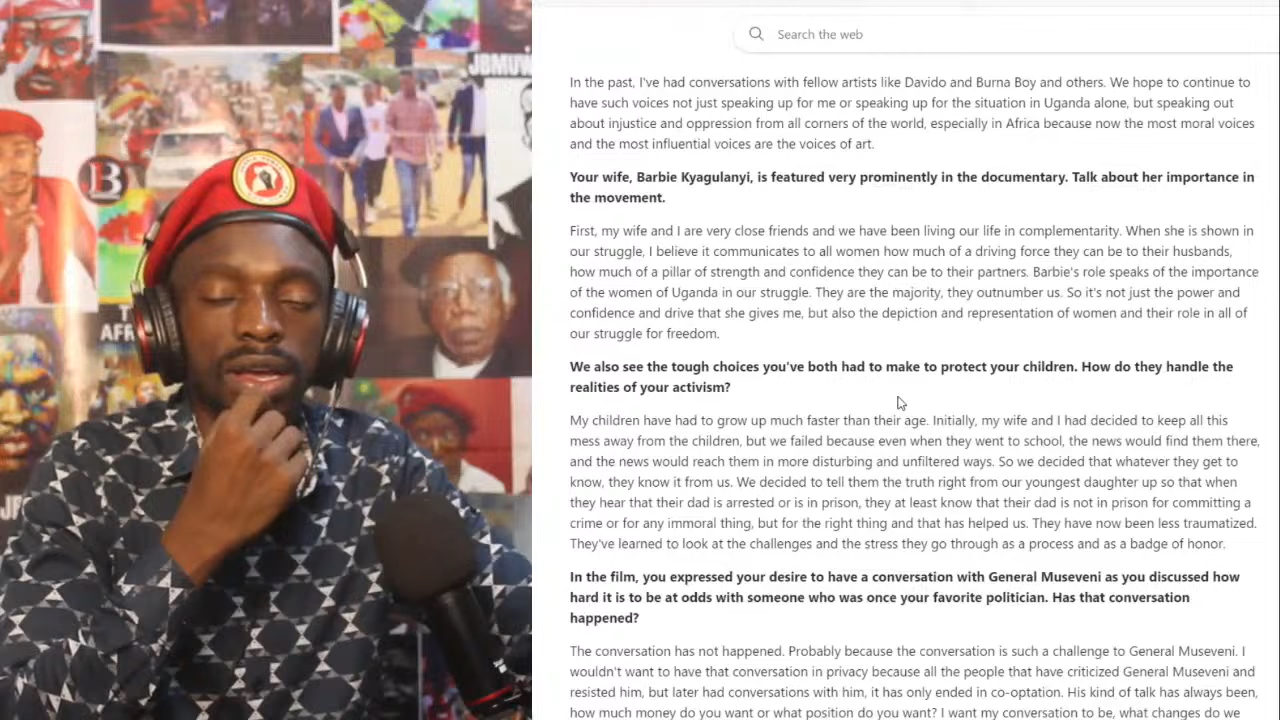 JBMUW
B
T
AFR
JB
Search the web
In the past, I've had conversations with fellow artists like Davido and Burna Boy and others. We hope to continue to
have such voices not just speaking up for me or speaking up for the situation in Uganda alone, but speaking out
about injustice and oppression from all corners of the world, especially in Africa because now the most moral voices
and the most influential voices are the voices of art.
Your wife, Barbie Kyagulanyi, is featured very prominently in the documentary. Talk about her importance in
the movement.
First, my wife and I are very close friends and we have been living our life in complementarity. When she is shown in
our struggle, I believe it communicates to all women how much of a driving force they can be to their husbands,
how much of a pillar of strength and confidence they can be to their partners. Barbie's role speaks of the importance
of the women of Uganda in our struggle. They are the majority, they outnumber us. So it's not just the power and
confidence and drive that she gives me, but also the depiction and representation of women and their role in all of
our struggle for freedom.
We also see the tough choices you've both had to make to protect your children. How do they handle the
realities of your activism?
My children have had to grow up much faster than their age. Initially, my wife and I had decided to keep all this
mess away from the children, but we failed because even when they went to school, the news would find them there,
and the news would reach them in more disturbing and unfiltered ways. So we decided that whatever they get to
know, they know it from us. We decided to tell them the truth right from our youngest daughter up so that when
they hear that their dad is arrested or is in prison, they at least know that their dad is not in prison for committing a
crime or for any immoral thing, but for the right thing and that has helped us. They have now been less traumatized.
They've learned to look at the challenges and the stress they go through as a process and as a badge of honor.
In the film, you expressed your desire to have a conversation with General Museveni as you discussed how
hard it is to be at odds with someone who was once your favorite politician. Has that conversation
happened?
The conversation has not happened. Probably because the conversation is such a challenge to General Museveni. I
wouldn't want to have that conversation in privacy because all the people that have criticized General Museveni and
resisted him, but later had conversations with him, it has only ended in co-optation. His kind of talk has always been,
how much money do you want or what position do you want? I want my conversation to be, what changes do we